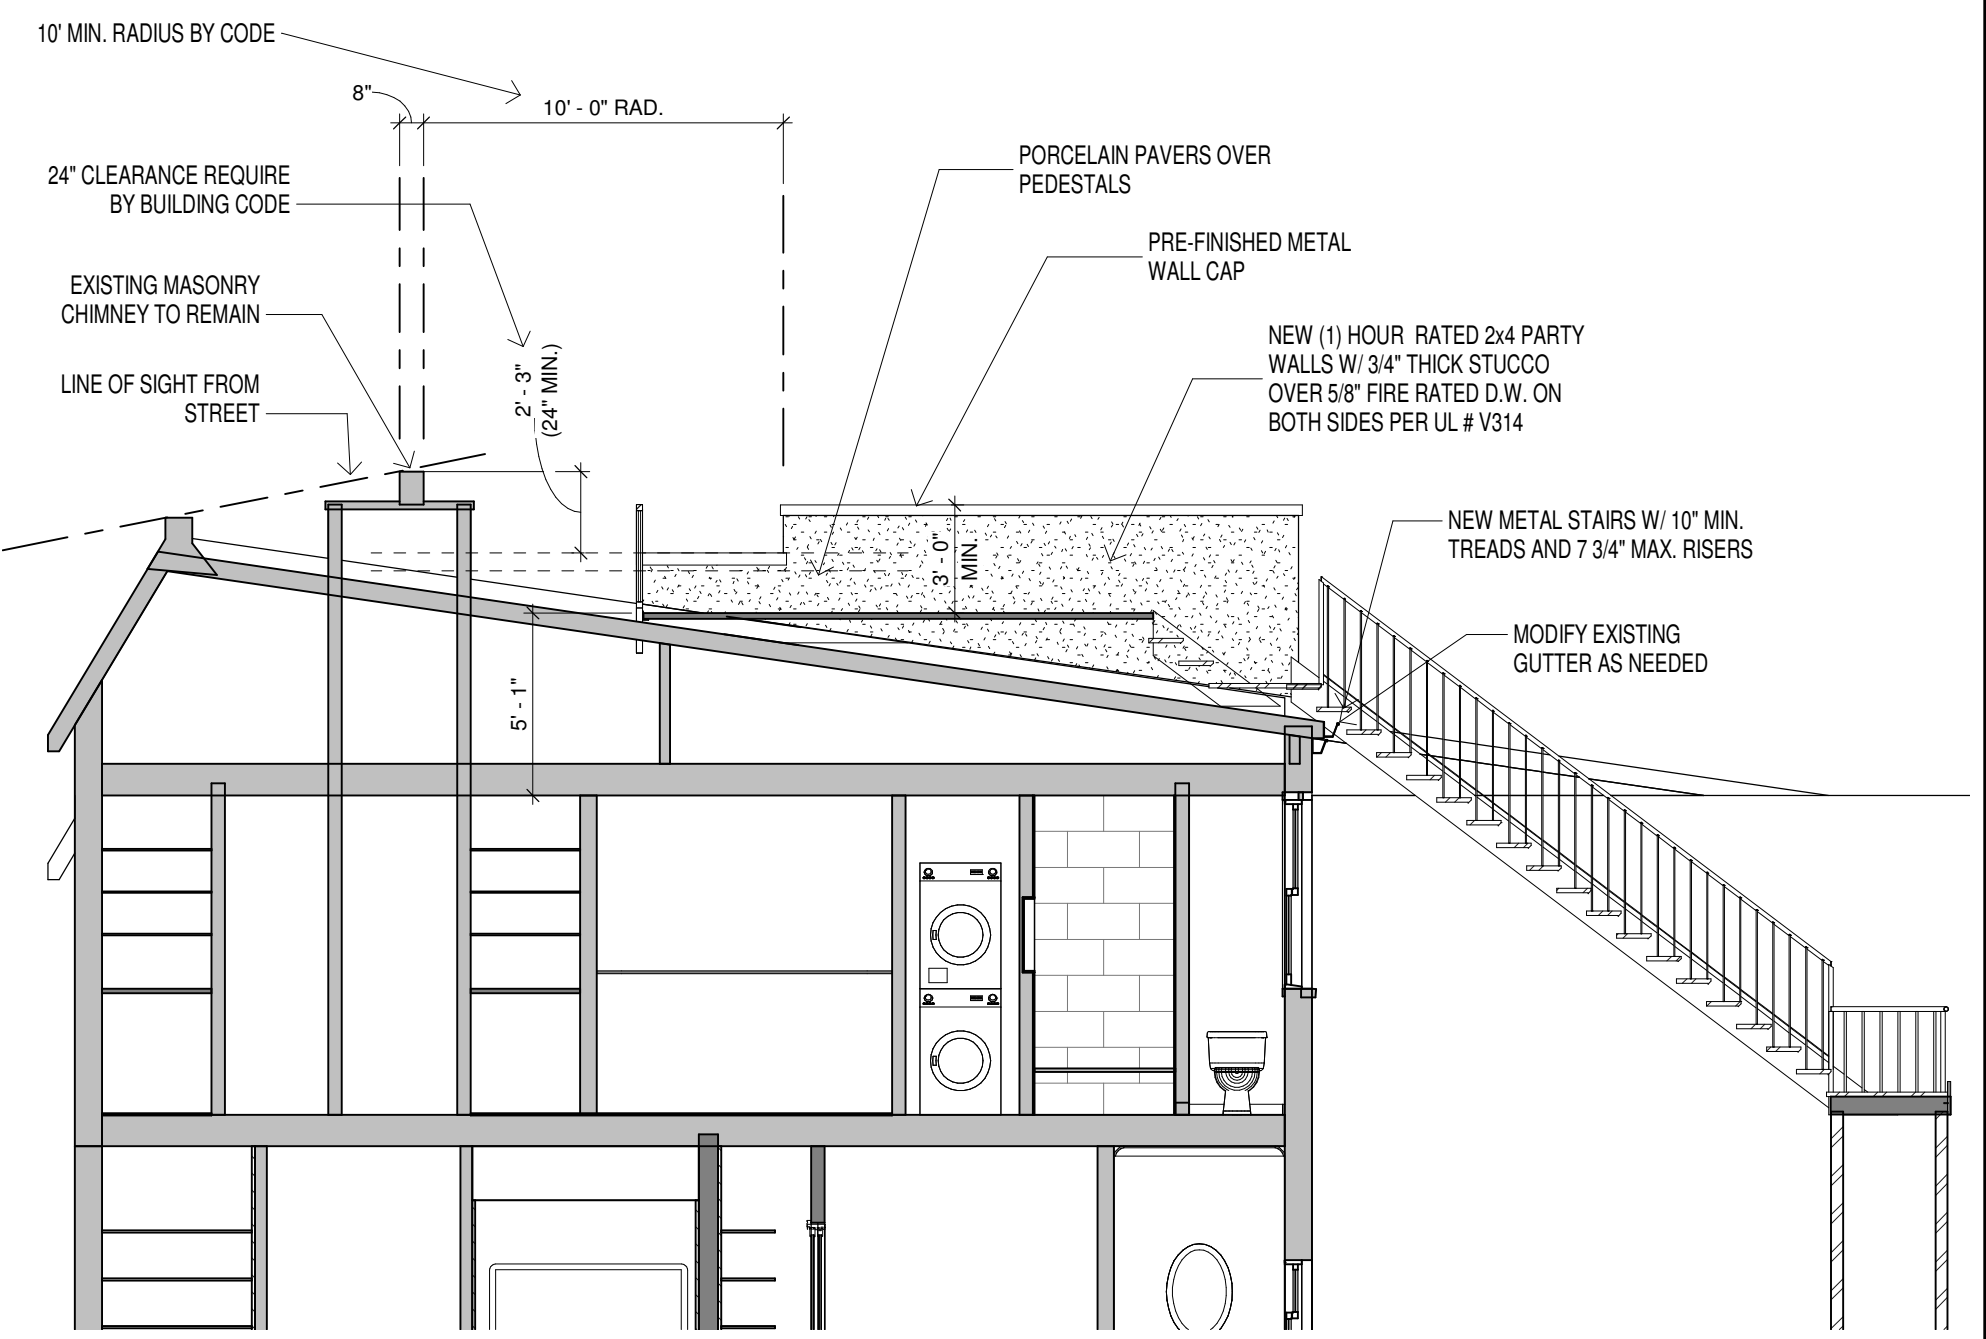 10' MIN. RADIUS BY CODE
8"
10' - 0" RAD.
24" CLEARANCE REQUIRE
BY BUILDING CODE
EXISTING MASONRY
CHIMNEY TO REMAIN
LINE OF SIGHT FROM
STREET
2' - 3"
(24" MIN.)
PORCELAIN PAVERS OVER
PEDESTALS
PRE-FINISHED METAL
WALL CAP
NEW (1) HOUR  RATED 2x4 PARTY
WALLS W/ 3/4" THICK STUCCO
OVER 5/8" FIRE RATED D.W. ON
BOTH SIDES PER UL # V314
3' - 0"
MIN.
NEW METAL STAIRS W/ 10" MIN.
TREADS AND 7 3/4" MAX. RISERS
MODIFY EXISTING
GUTTER AS NEEDED
5' - 1"